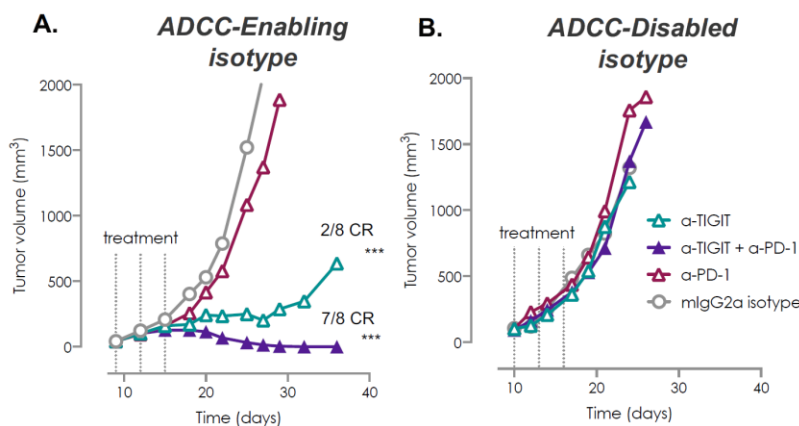 A.
ADCC-Enabling
isotype
Tumor volume (mm³)
2000
1500
1000
500
0
treatment
2/8 CR
***
7/8 CR
***
10
20
30
40
Time (days)
B.
ADCC-Disabled
isotype
Tumor volume (mm³)
2000
1500
1000
500
0
treatment
α-TIGIT
α-TIGIT + α-PD-1
α-PD-1
mIgG2a isotype
10
20
30
40
Time (days)